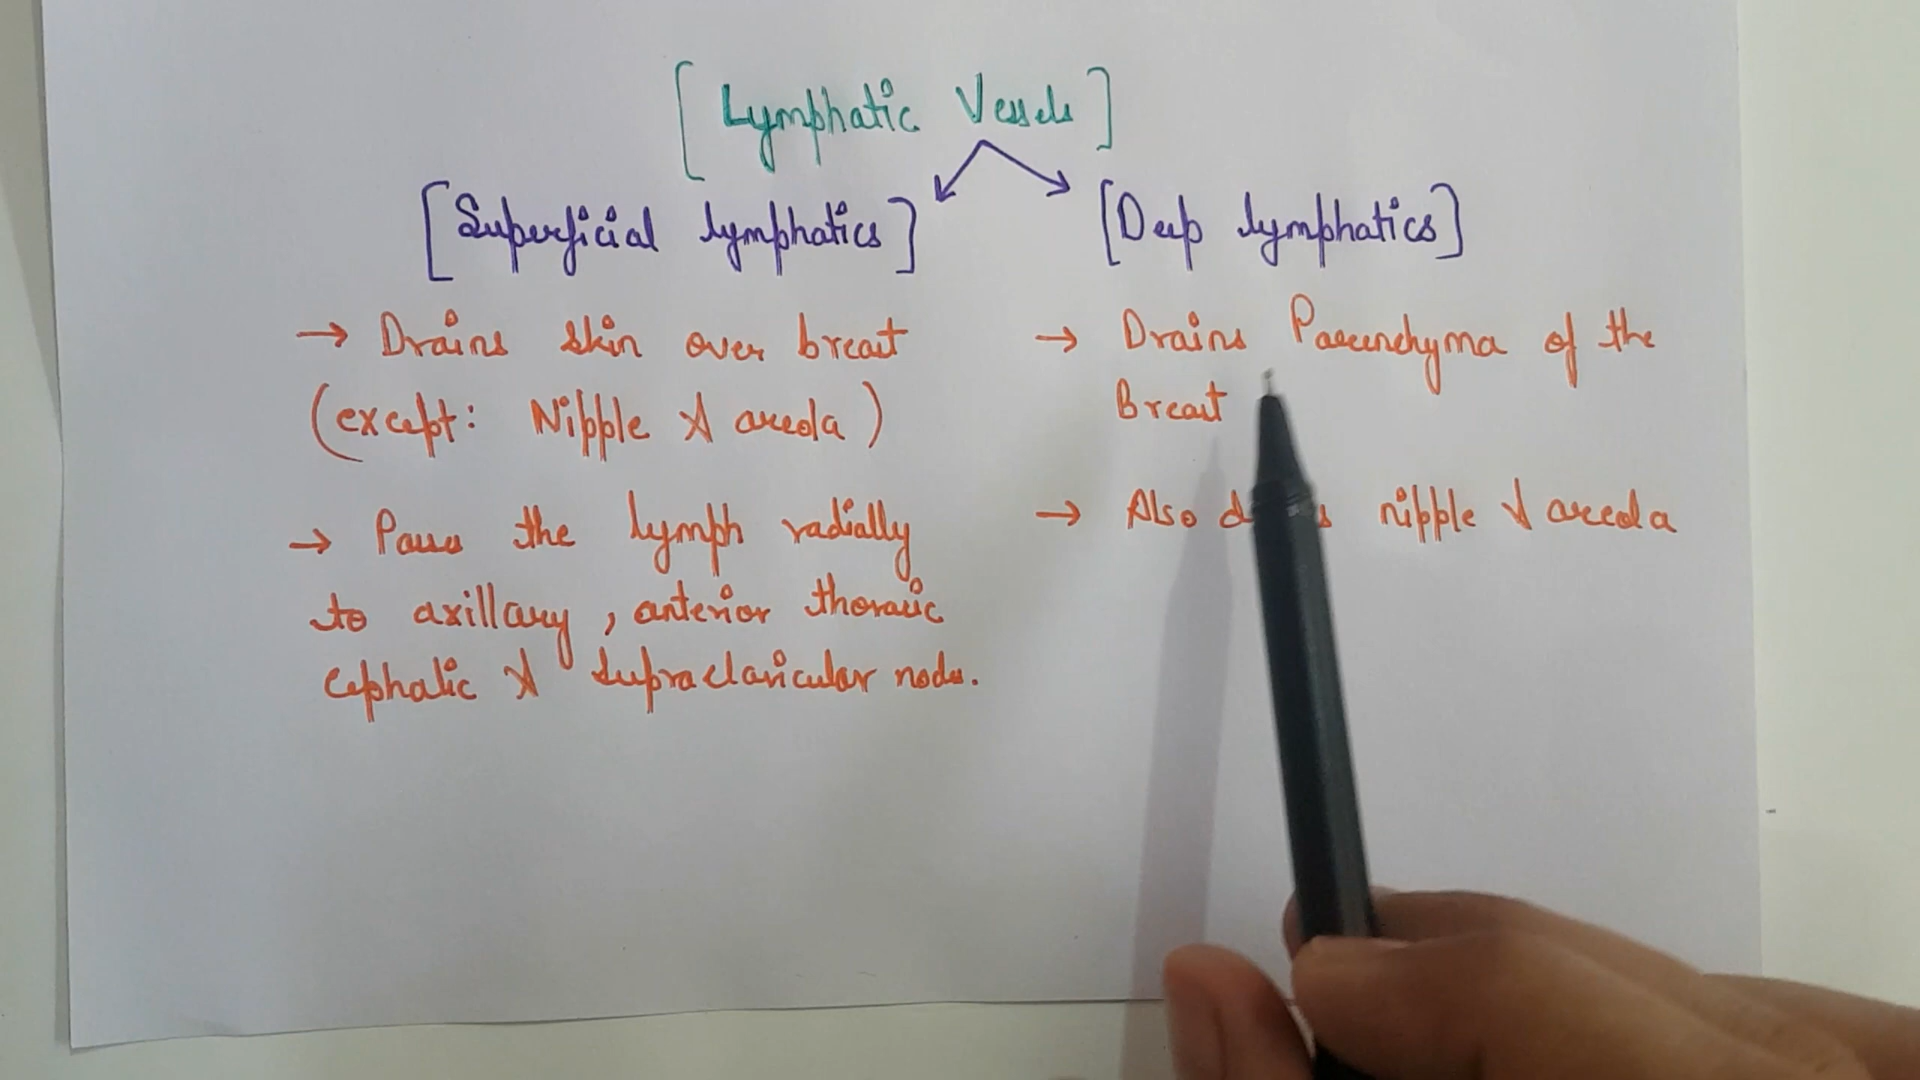 [Lymphatic Vessels]
[Superficial lymphatics]
[Deep lymphatics]
→ Drains skin over breast
(except: Nipple & areola)
→ Pass the lymph radially
to axillary, anterior thoracic
cephalic & supraclavicular nodes.
→ Drains Parenchyma of the
Breast
→ Also nipple & areola